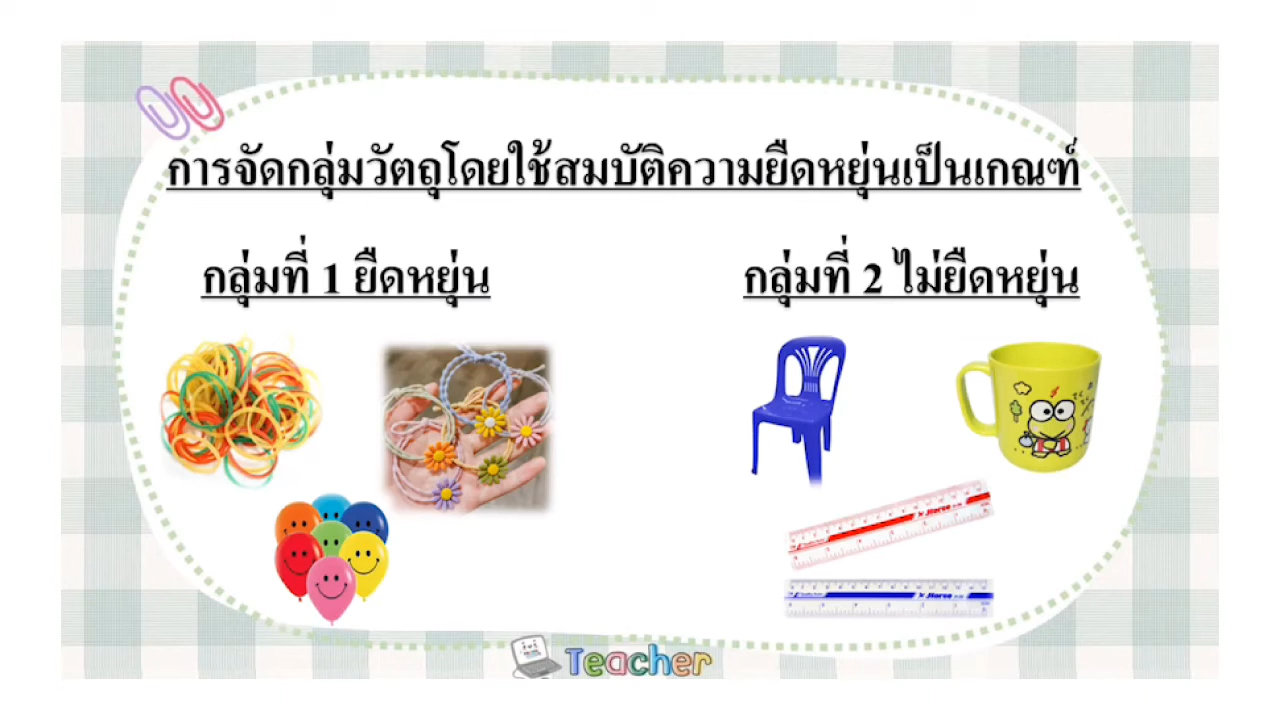 การจัดกลุ่มวัตถุโดยใช้สมบัติความยืดหยุ่นเป็นเกณฑ์
กลุ่มที่ 1 ยืดหยุ่น
กลุ่มที่ 2 ไม่ยืดหยุ่น
Horse
Horse
Teacher